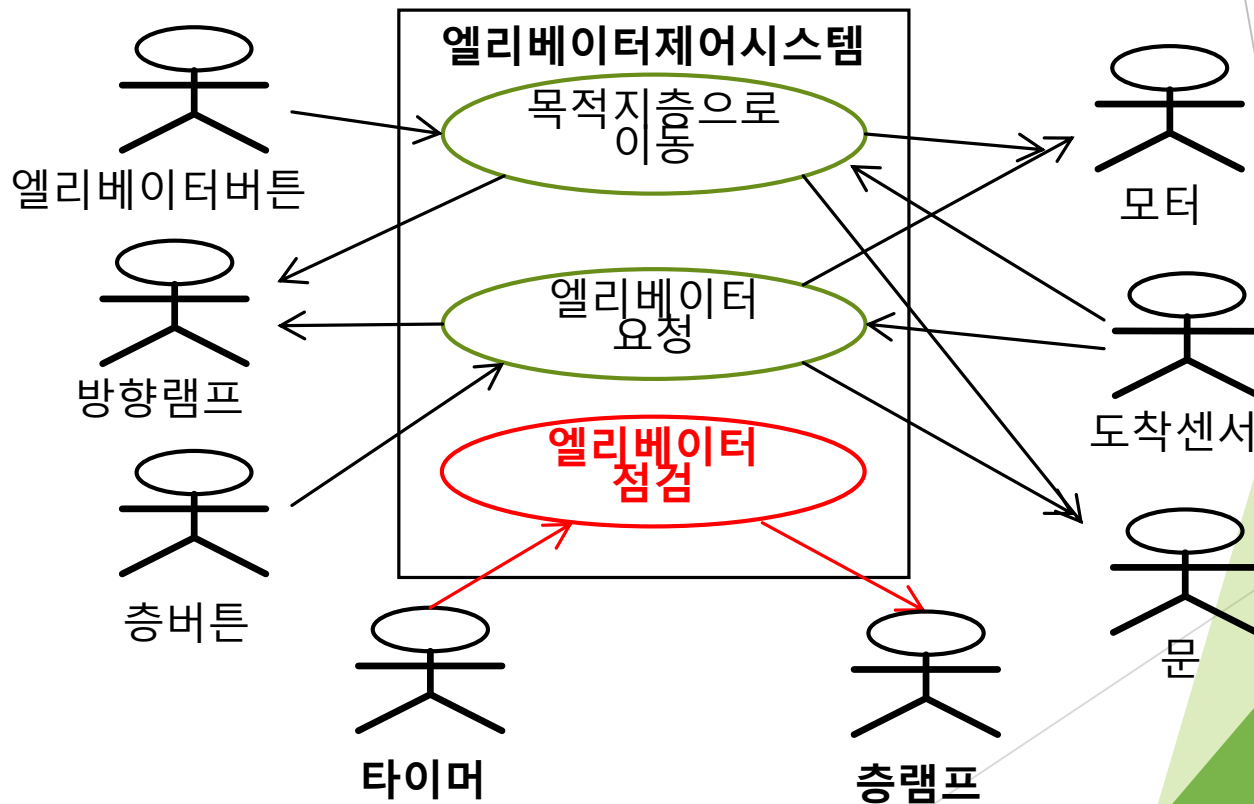 엘리베이터제어시스템
목적지층으로
이동
엘리베이터버튼
모터
엘리베이터
요청
방향램프
도착센서
엘리베이터
점검
층버튼
문
타이머
층램프